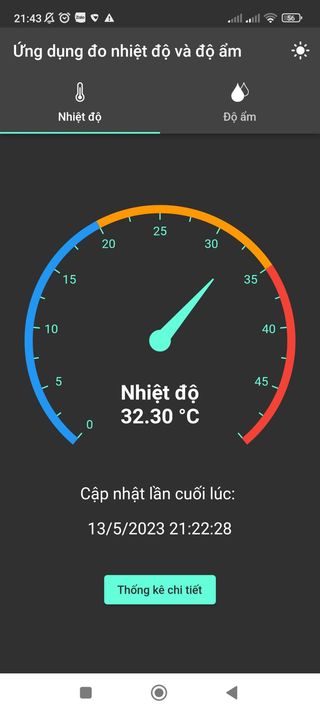 21:43
Zalo
56
Ứng dụng đo nhiệt độ và độ ẩm
Nhiệt độ
Độ ẩm
0
5
10
15
20
25
30
35
40
45
Nhiệt độ
32.30 °C
Cập nhật lần cuối lúc:
13/5/2023 21:22:28
Thống kê chi tiết